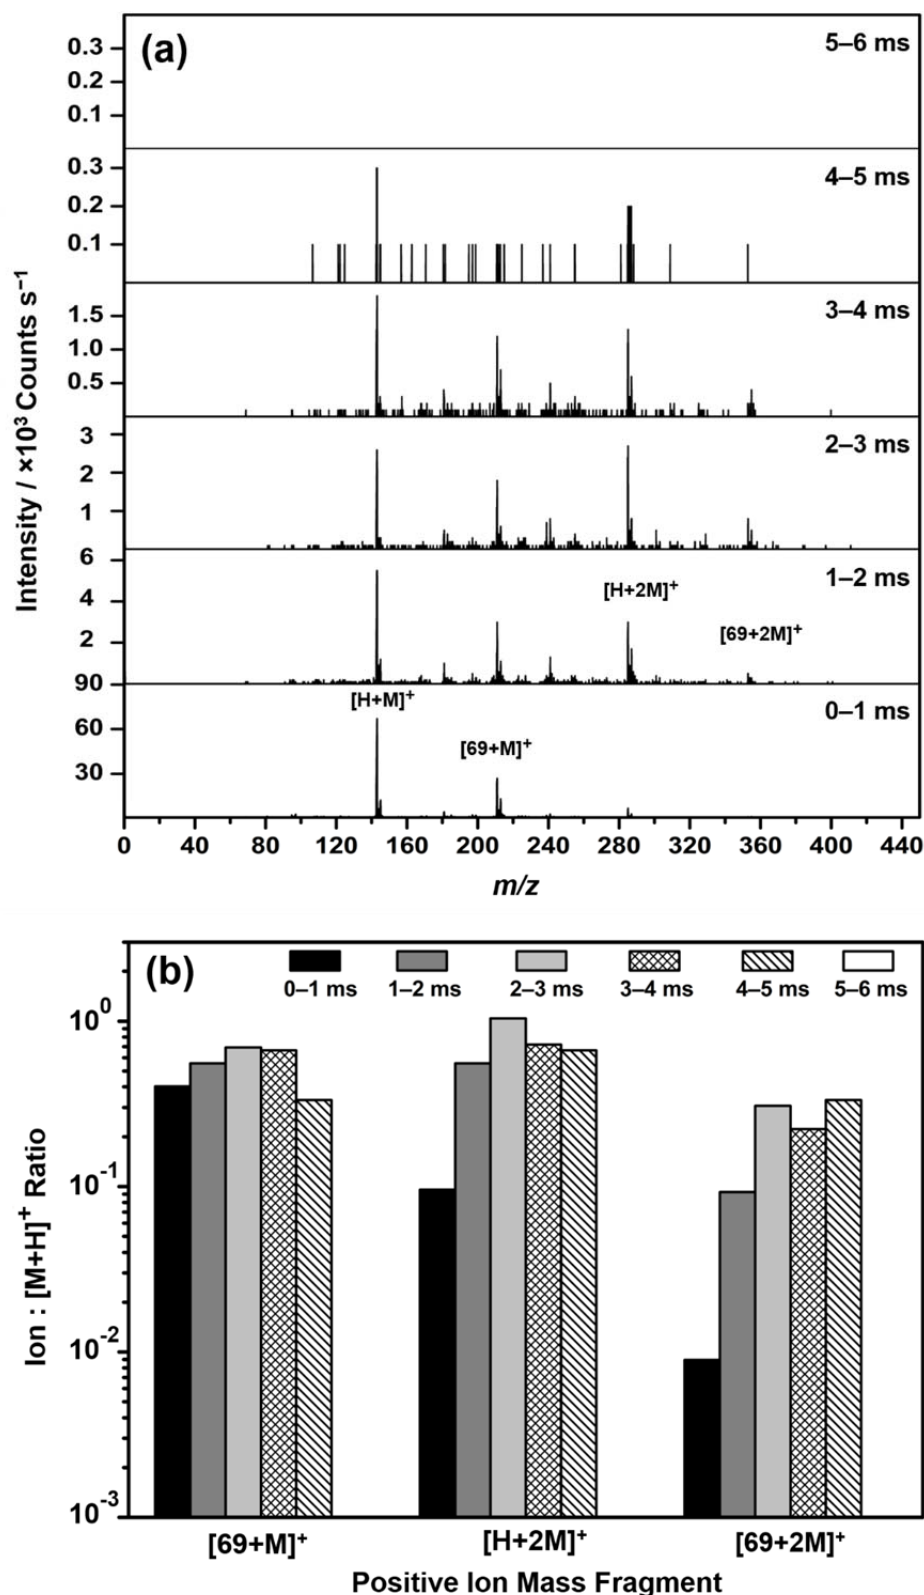 (a)
5–6 ms
0.3
0.2
0.1
4–5 ms
0.3
0.2
0.1
3–4 ms
1.5
1.0
0.5
2–3 ms
3
2
1
1–2 ms
6
4
2
[H+2M]⁺
[69+2M]⁺
0–1 ms
90
60
30
[H+M]⁺
[69+M]⁺
Intensity / ×10³ Counts s⁻¹
0 40 80 120 160 200 240 280 320 360 400 440
m/z
(b)
0–1 ms 1–2 ms 2–3 ms 3–4 ms 4–5 ms 5–6 ms
10⁰
10⁻¹
10⁻²
10⁻³
Ion : [M+H]⁺ Ratio
[69+M]⁺ [H+2M]⁺ [69+2M]⁺
Positive Ion Mass Fragment